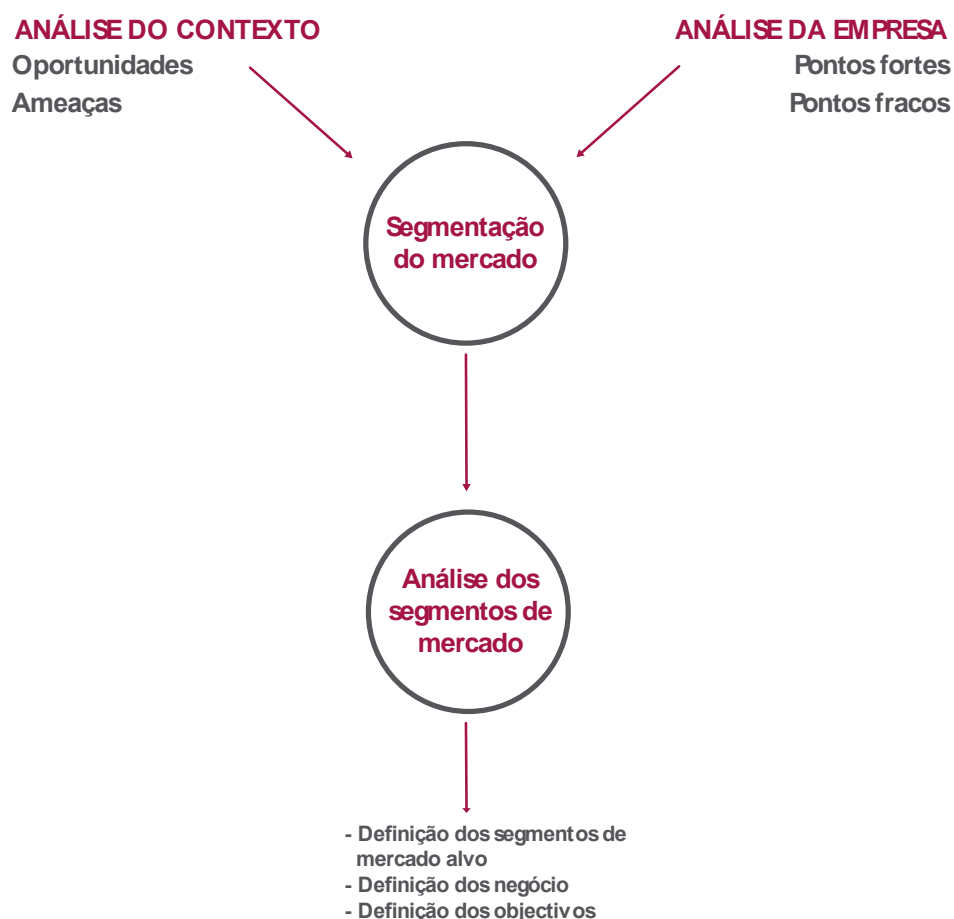 ANÁLISE DO CONTEXTO
Oportunidades
Ameaças
ANÁLISE DA EMPRESA
Pontos fortes
Pontos fracos
Segmentação
do mercado
Análise dos
segmentos de
mercado
- Definição dos segmentos de
mercado alvo
- Definição dos negócio
- Definição dos objectivos